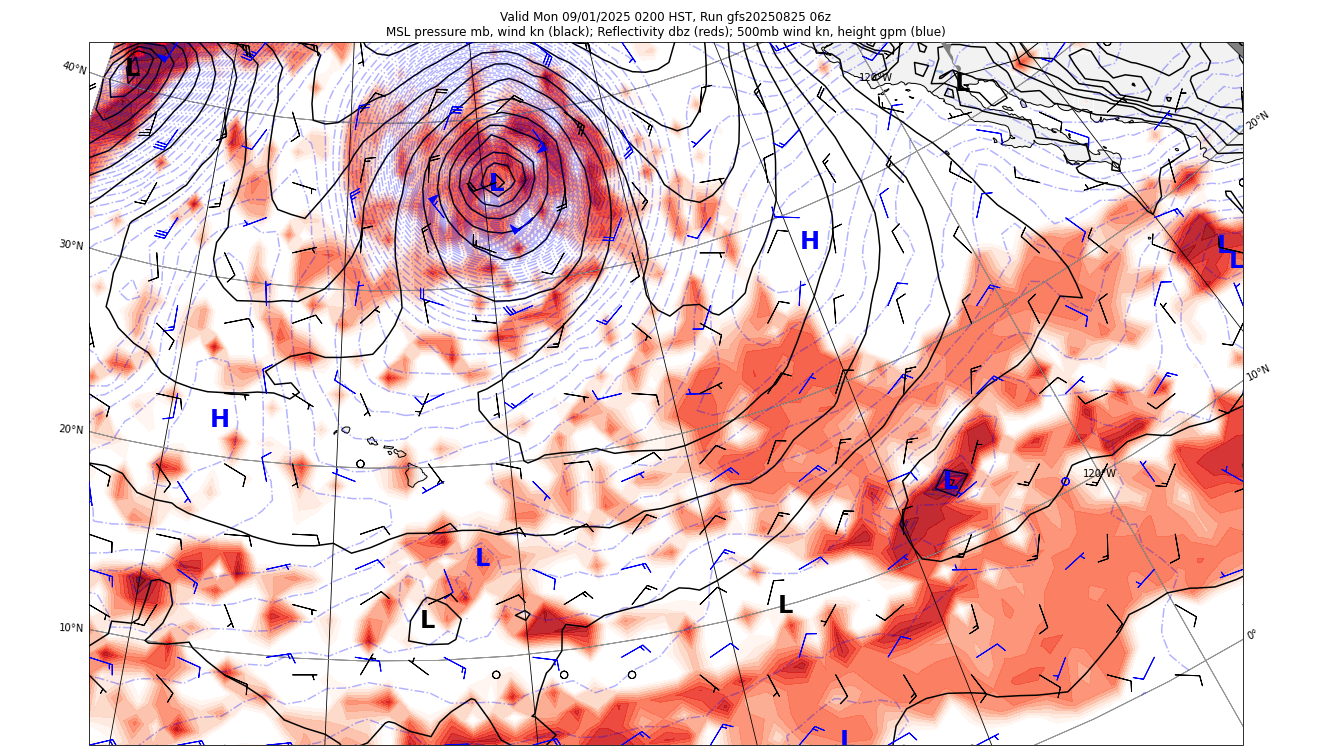 Valid Mon 09/01/2025 0200 HST, Run gfs20250825 06z
MSL pressure mb, wind kn (black); Reflectivity dbz (reds); 500mb wind kn, height gpm (blue)
40°N
L
120°W
L
20°N
L
30°N
H
L
L
10°N
H
20°N
120°W
L
L
L
L
10°N
0°
L